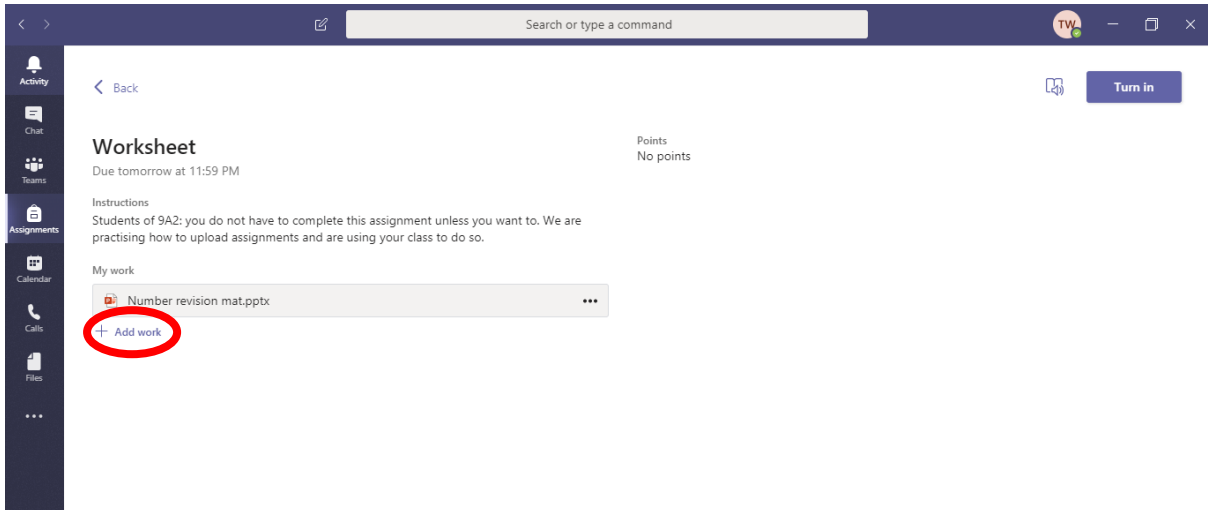 Search or type a command
TW
Activity
Chat
Teams
Assignments
Calendar
Calls
Files
Back
Turn in
Worksheet
Due tomorrow at 11:59 PM
Points
No points
Instructions
Students of 9A2: you do not have to complete this assignment unless you want to. We are
practising how to upload assignments and are using your class to do so.
My work
Number revision mat.pptx
+ Add work